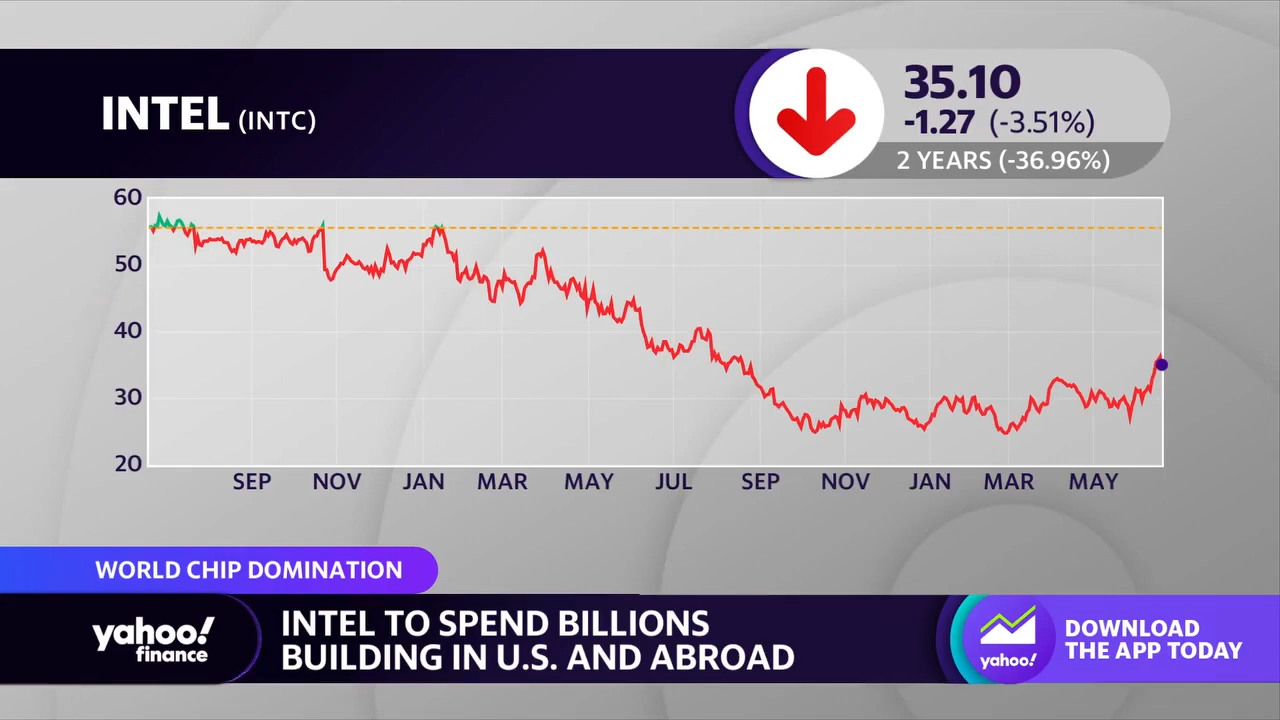 INTEL (INTC)
35.10
-1.27 (-3.51%)
2 YEARS (-36.96%)
60
50
40
30
20
SEP NOV JAN MAR MAY JUL SEP NOV JAN MAR MAY
WORLD CHIP DOMINATION
yahoo!
finance
INTEL TO SPEND BILLIONS
BUILDING IN U.S. AND ABROAD
yahoo!
DOWNLOAD
THE APP TODAY